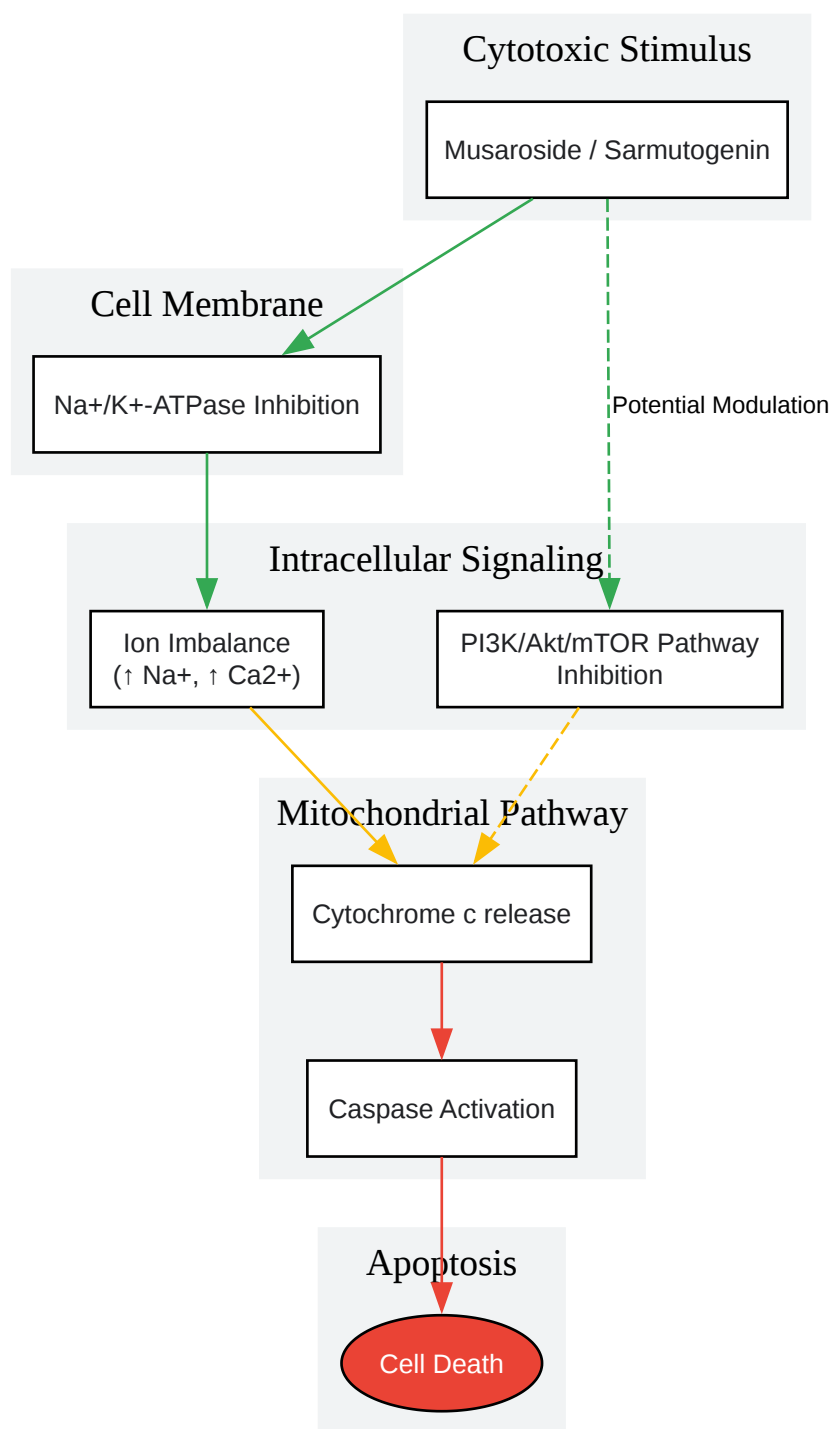 Cytotoxic Stimulus
Musaroside / Sarmutogenin
Cell Membrane
Na+/K+-ATPase Inhibition
Potential Modulation
Intracellular Signaling
Ion Imbalance
(↑ Na+, ↑ Ca2+)
PI3K/Akt/mTOR Pathway
Inhibition
Mitochondrial Pathway
Cytochrome c release
Caspase Activation
Apoptosis
Cell Death